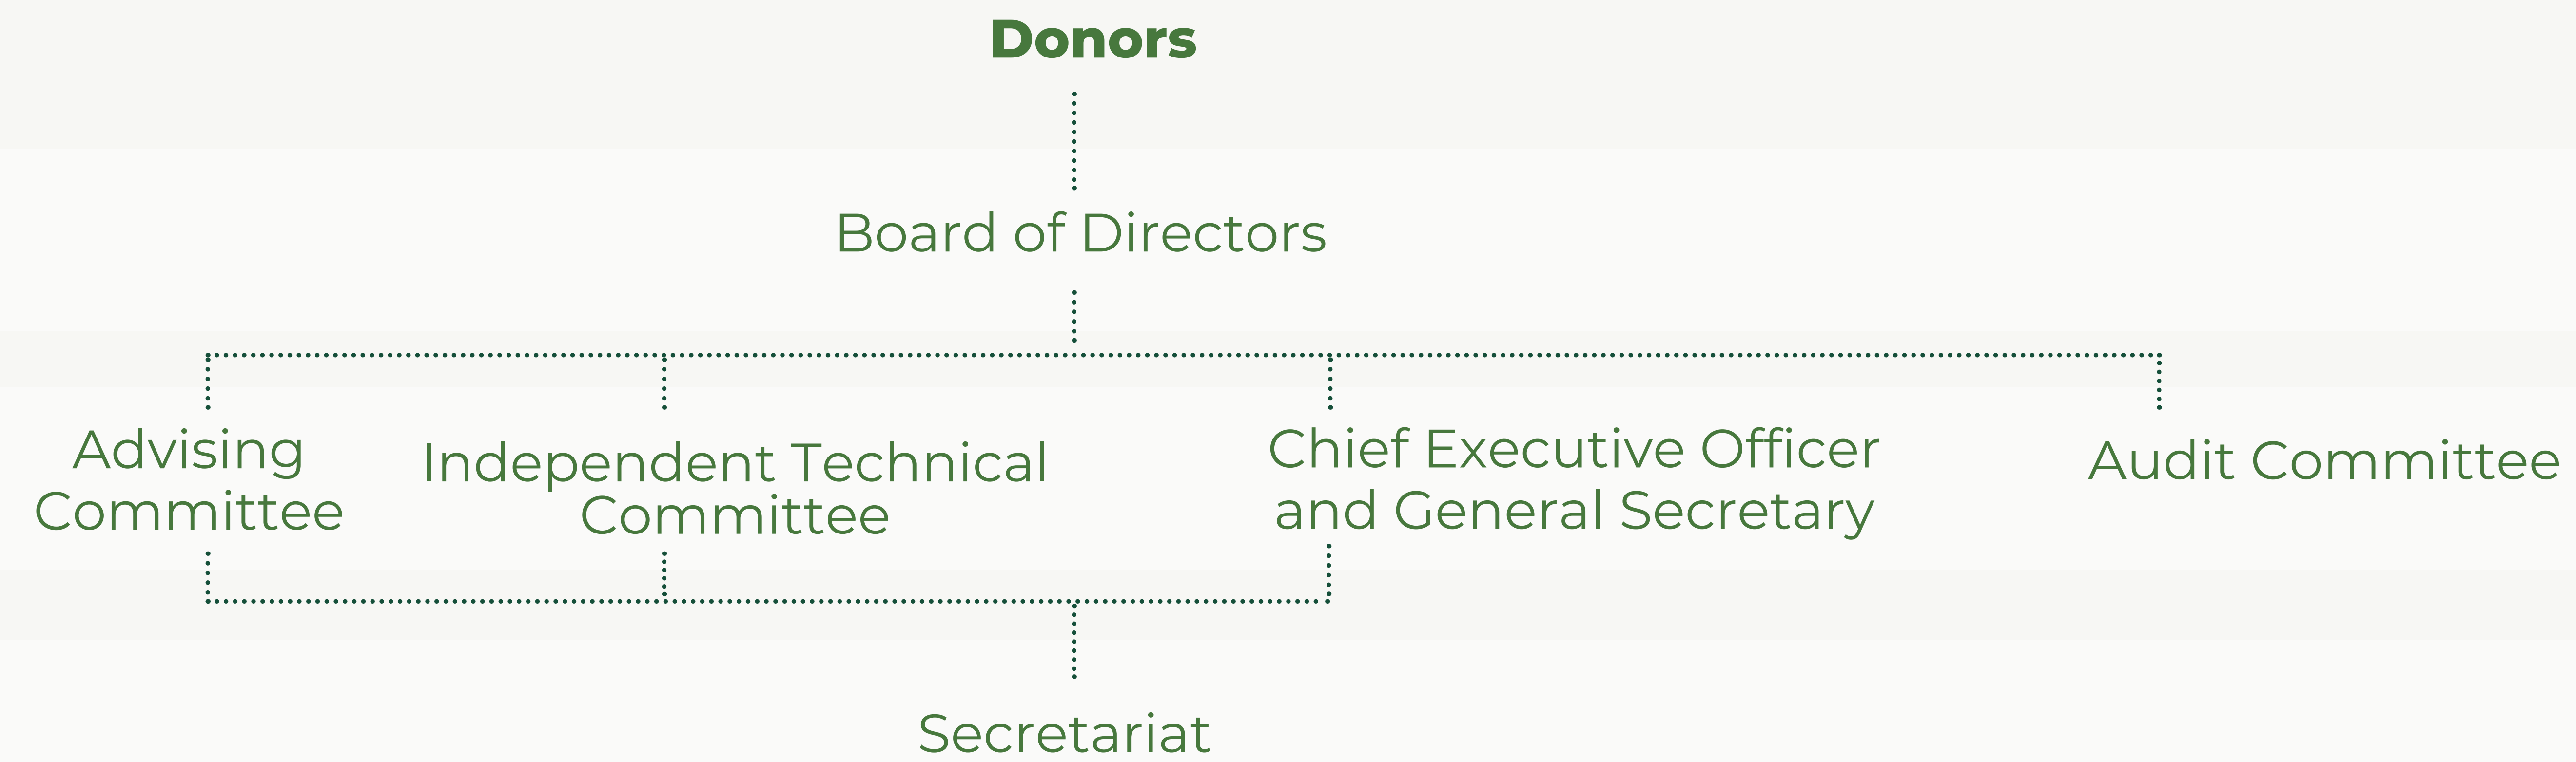 Donors
Board of Directors
Advising
Committee
Independent Technical
Committee
Chief Executive Officer
and General Secretary
Audit Committee
Secretariat